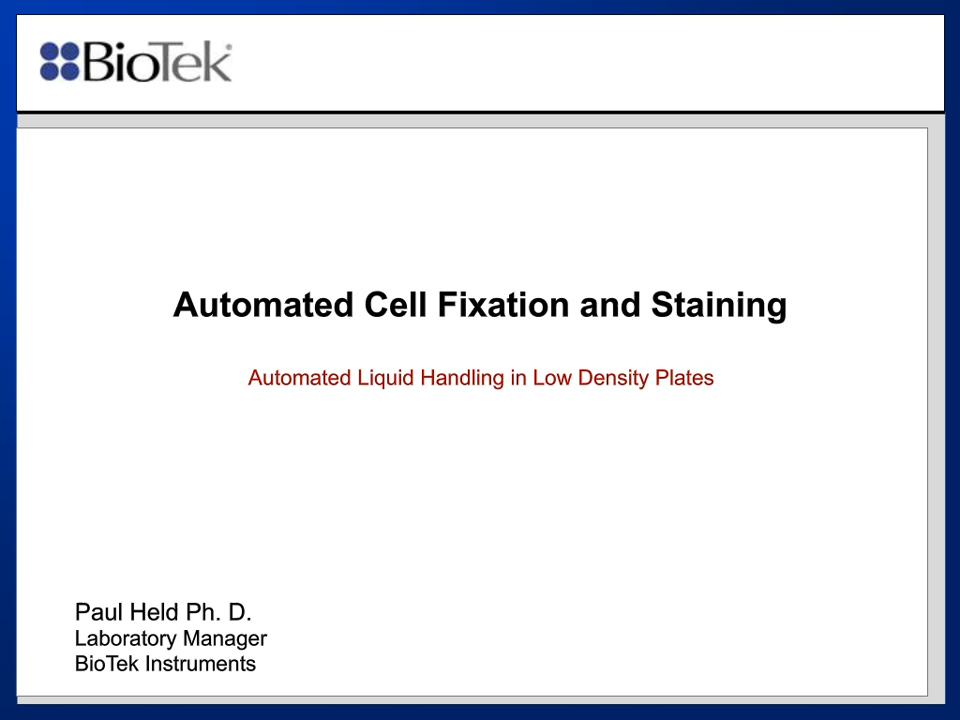 BioTek®
Automated Cell Fixation and Staining
Automated Liquid Handling in Low Density Plates
Paul Held Ph. D.
Laboratory Manager
BioTek Instruments